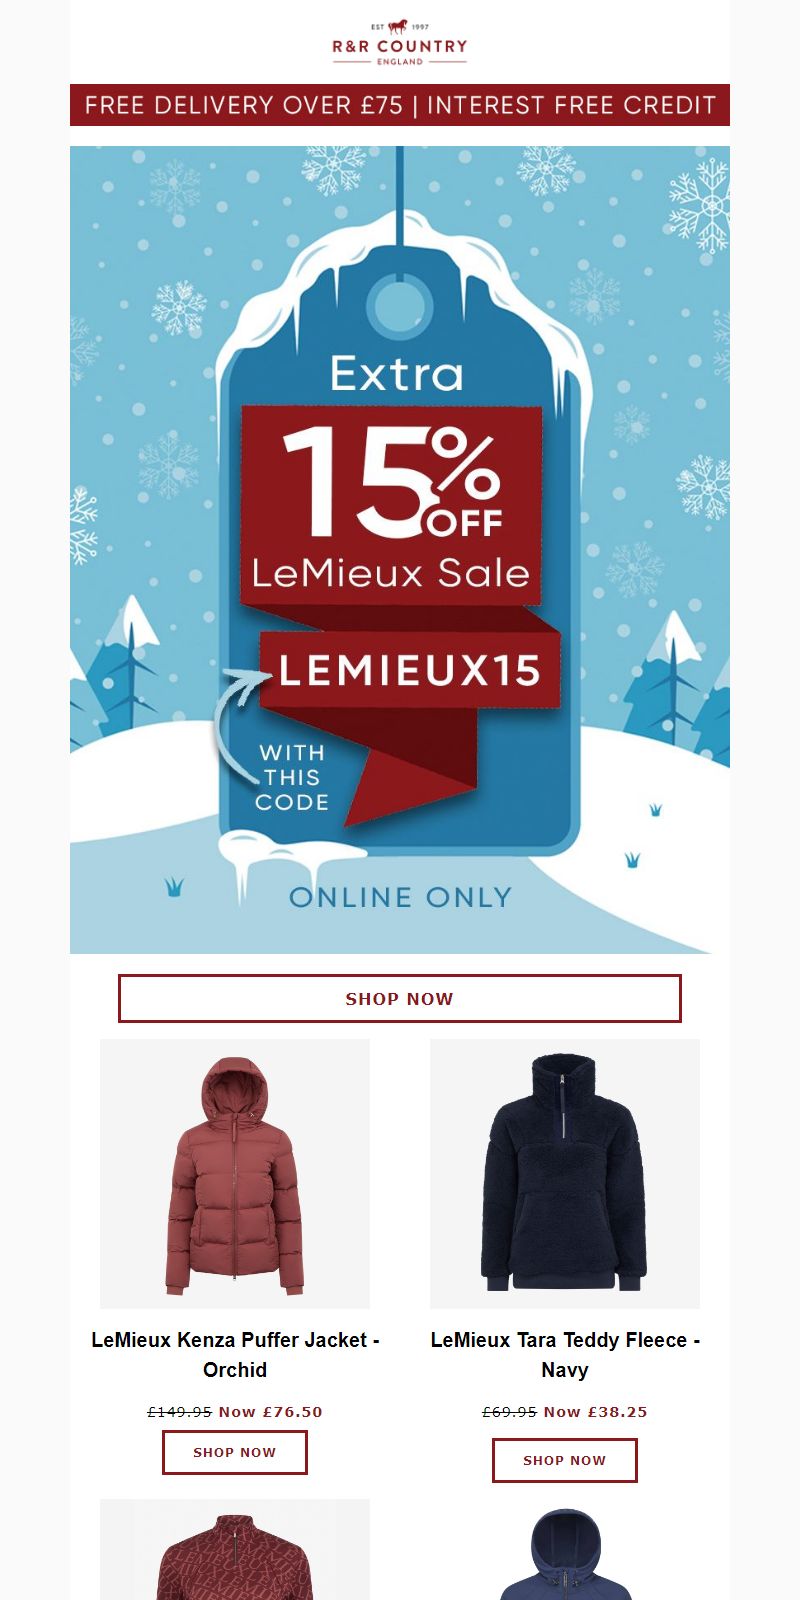 EST 1997
R&R COUNTRY
ENGLAND
FREE DELIVERY OVER £75 | INTEREST FREE CREDIT
Extra
15%
OFF
LeMieux Sale
LEMIEUX15
WITH
THIS
CODE
ONLINE ONLY
SHOP NOW
LeMieux Kenza Puffer Jacket -
Orchid
£149.95 Now £76.50
SHOP NOW
LeMieux Tara Teddy Fleece -
Navy
£69.95 Now £38.25
SHOP NOW